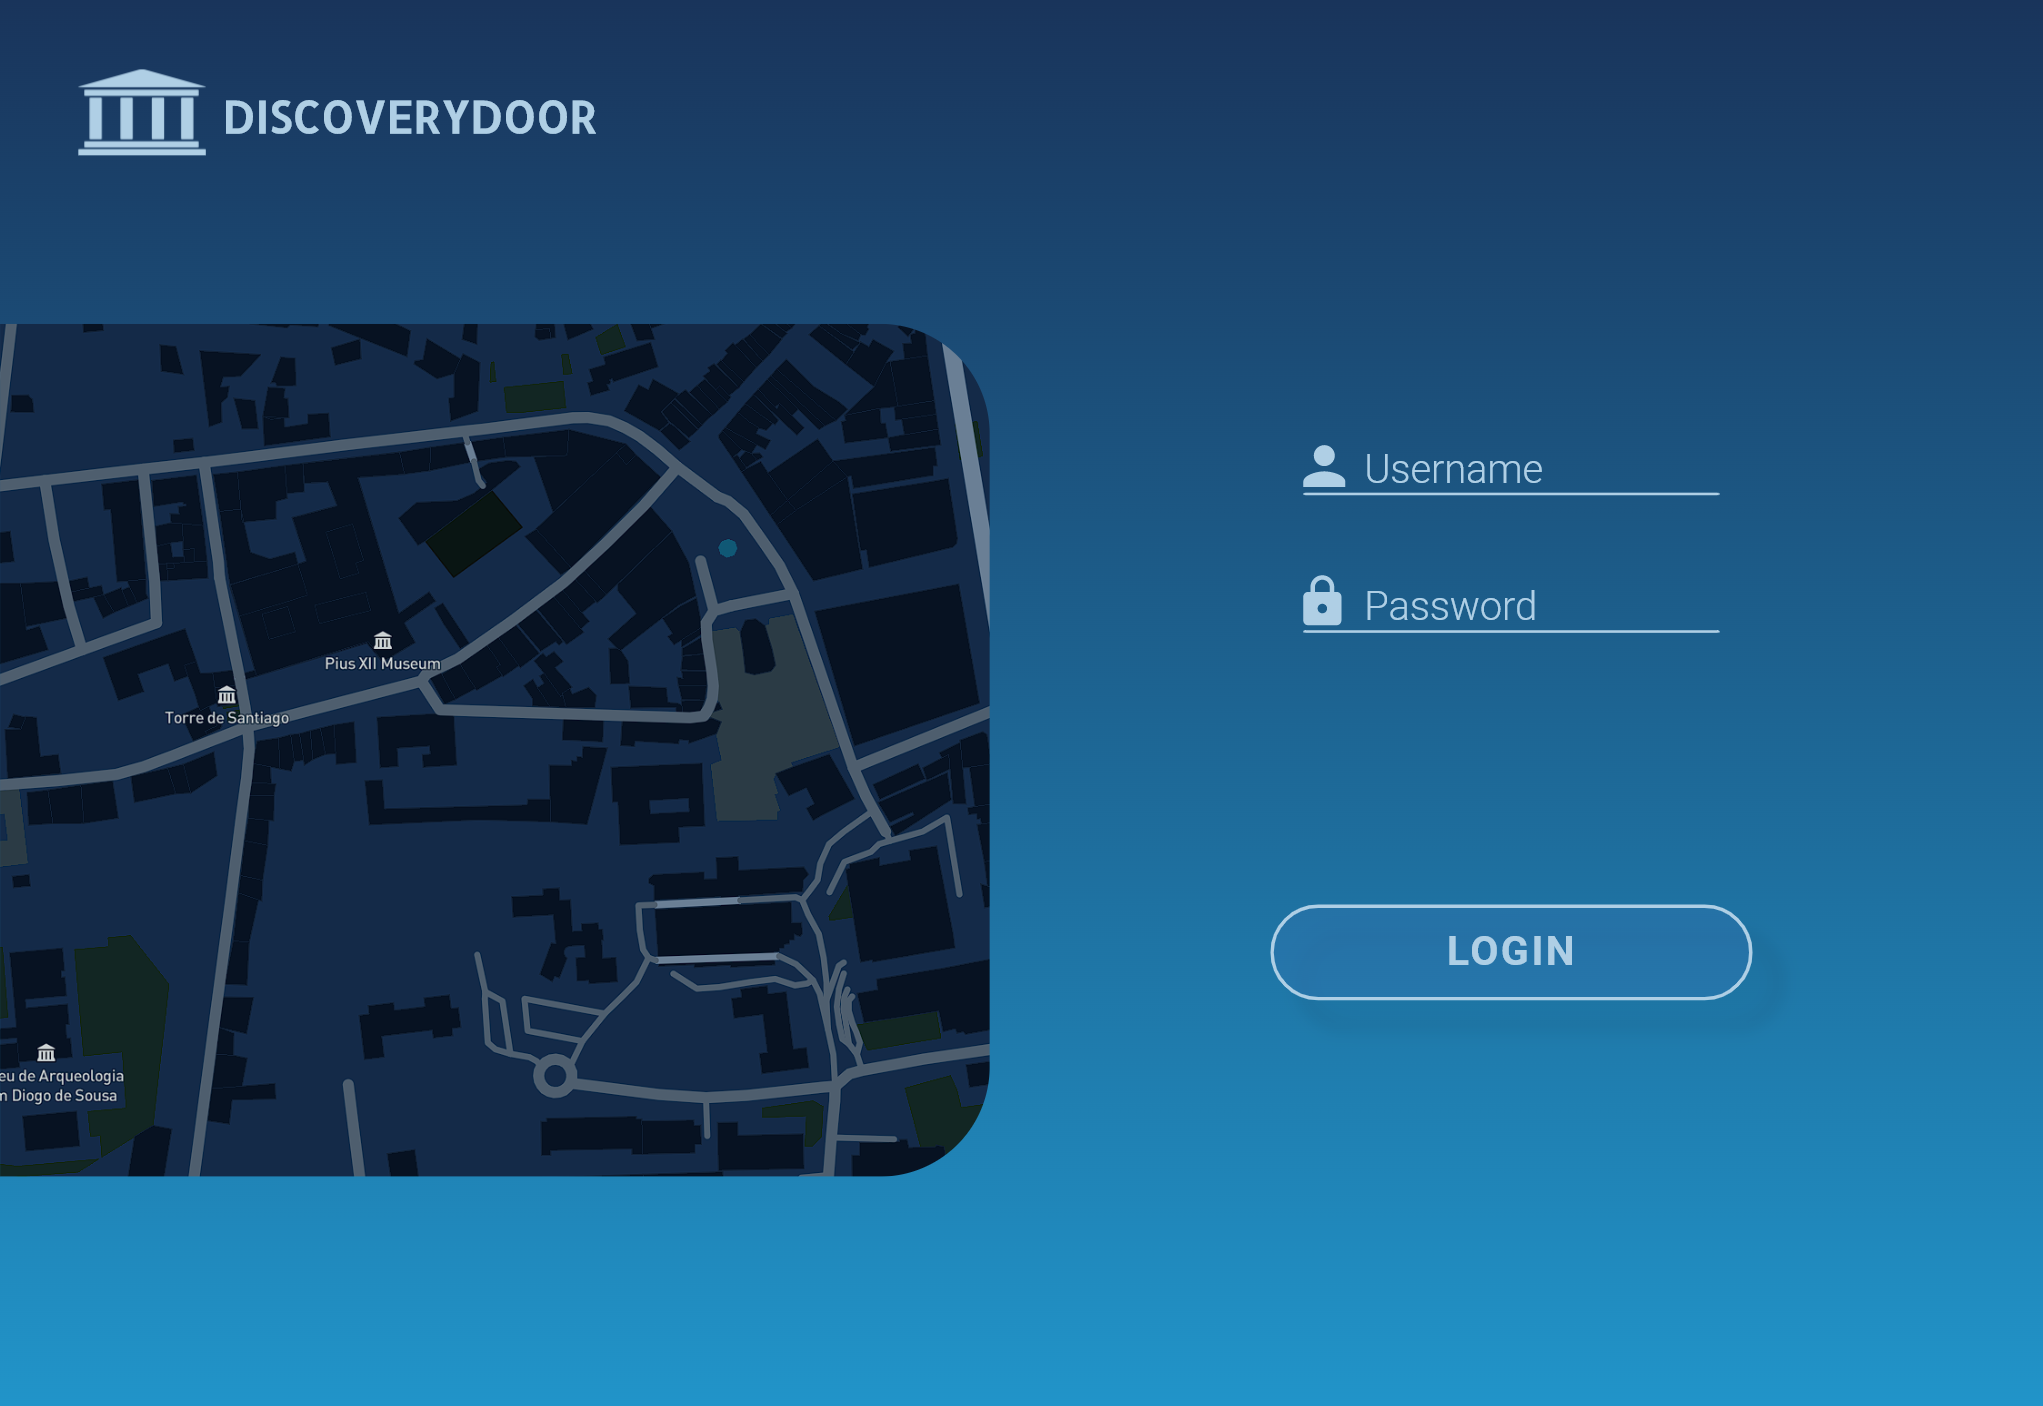 DISCOVERYDOOR
Username
Password
LOGIN
Pius XII Museum
Torre de Santiago
eu de Arqueologia
Diogo de Sousa